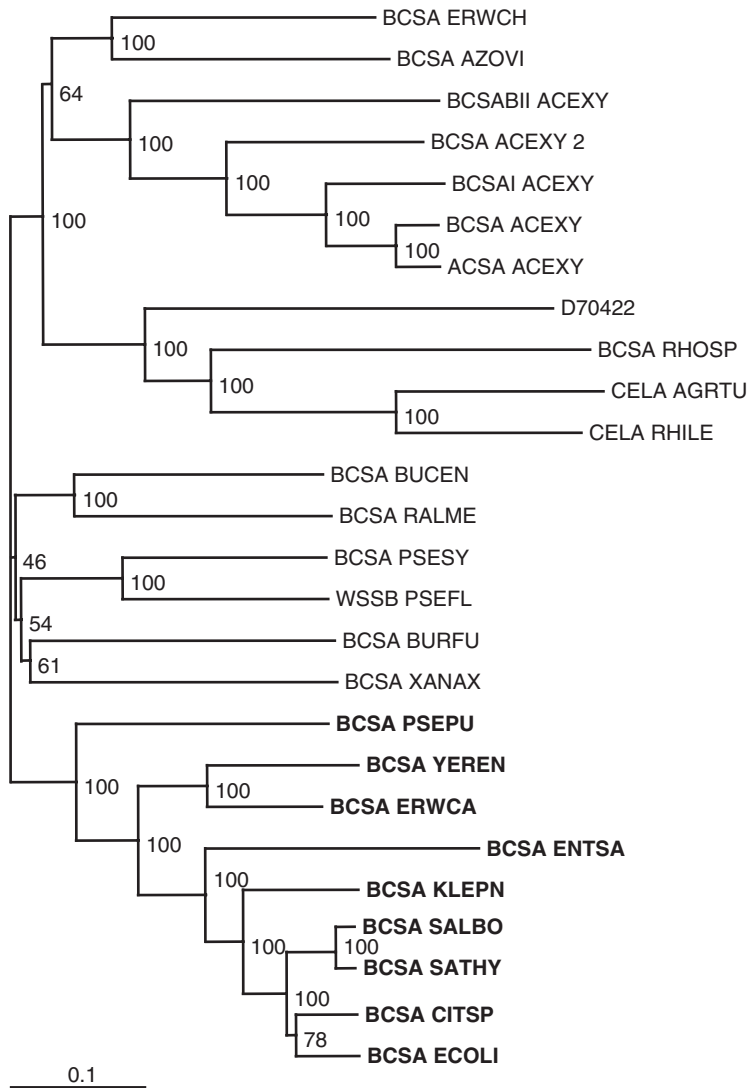 BCSA ERWCH
100
BCSA AZOVI
64
BCSABII ACEXY
100
BCSA ACEXY 2
100
BCSAI ACEXY
100
BCSA ACEXY
100
ACSA ACEXY
100
D70422
100
BCSA RHOSP
100
CELA AGRTU
100
CELA RHILE
BCSA BUCEN
100
BCSA RALME
46
BCSA PSESY
100
WSSB PSEFL
54
BCSA BURFU
61
BCSA XANAX
BCSA PSEPU
100
BCSA YEREN
100
BCSA ERWCA
100
BCSA ENTSA
100
BCSA KLEPN
100
BCSA SALBO
100
BCSA SATHY
100
BCSA CITSP
78
BCSA ECOLI
0.1